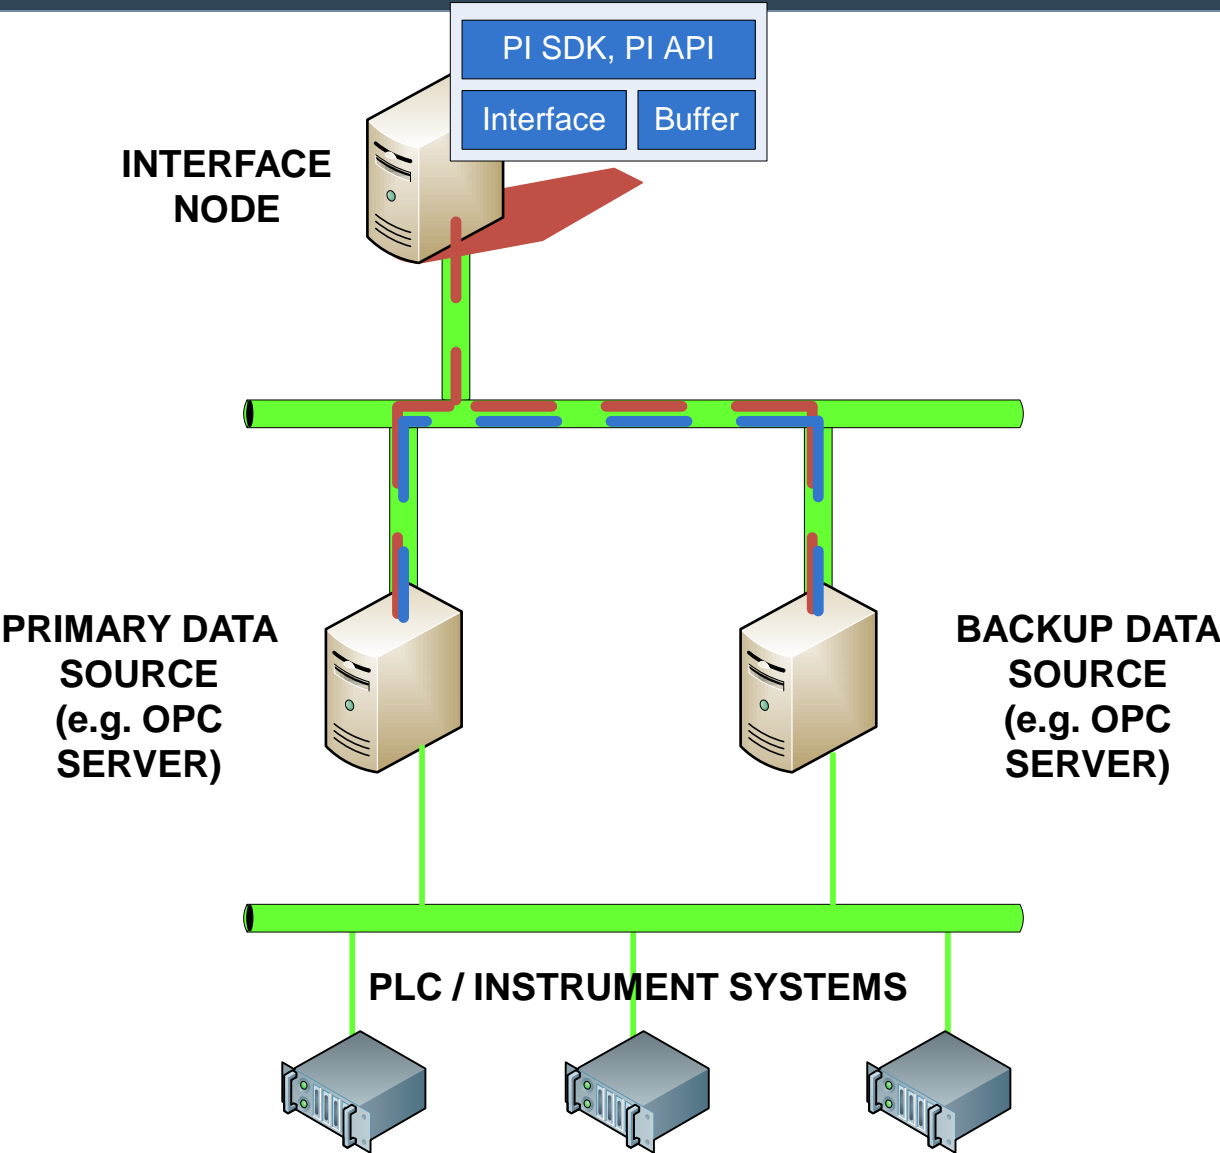 PI SDK, PI API
Interface
Buffer
INTERFACE
NODE
PRIMARY DATA
SOURCE
(e.g. OPC
SERVER)
BACKUP DATA
SOURCE
(e.g. OPC
SERVER)
PLC / INSTRUMENT SYSTEMS